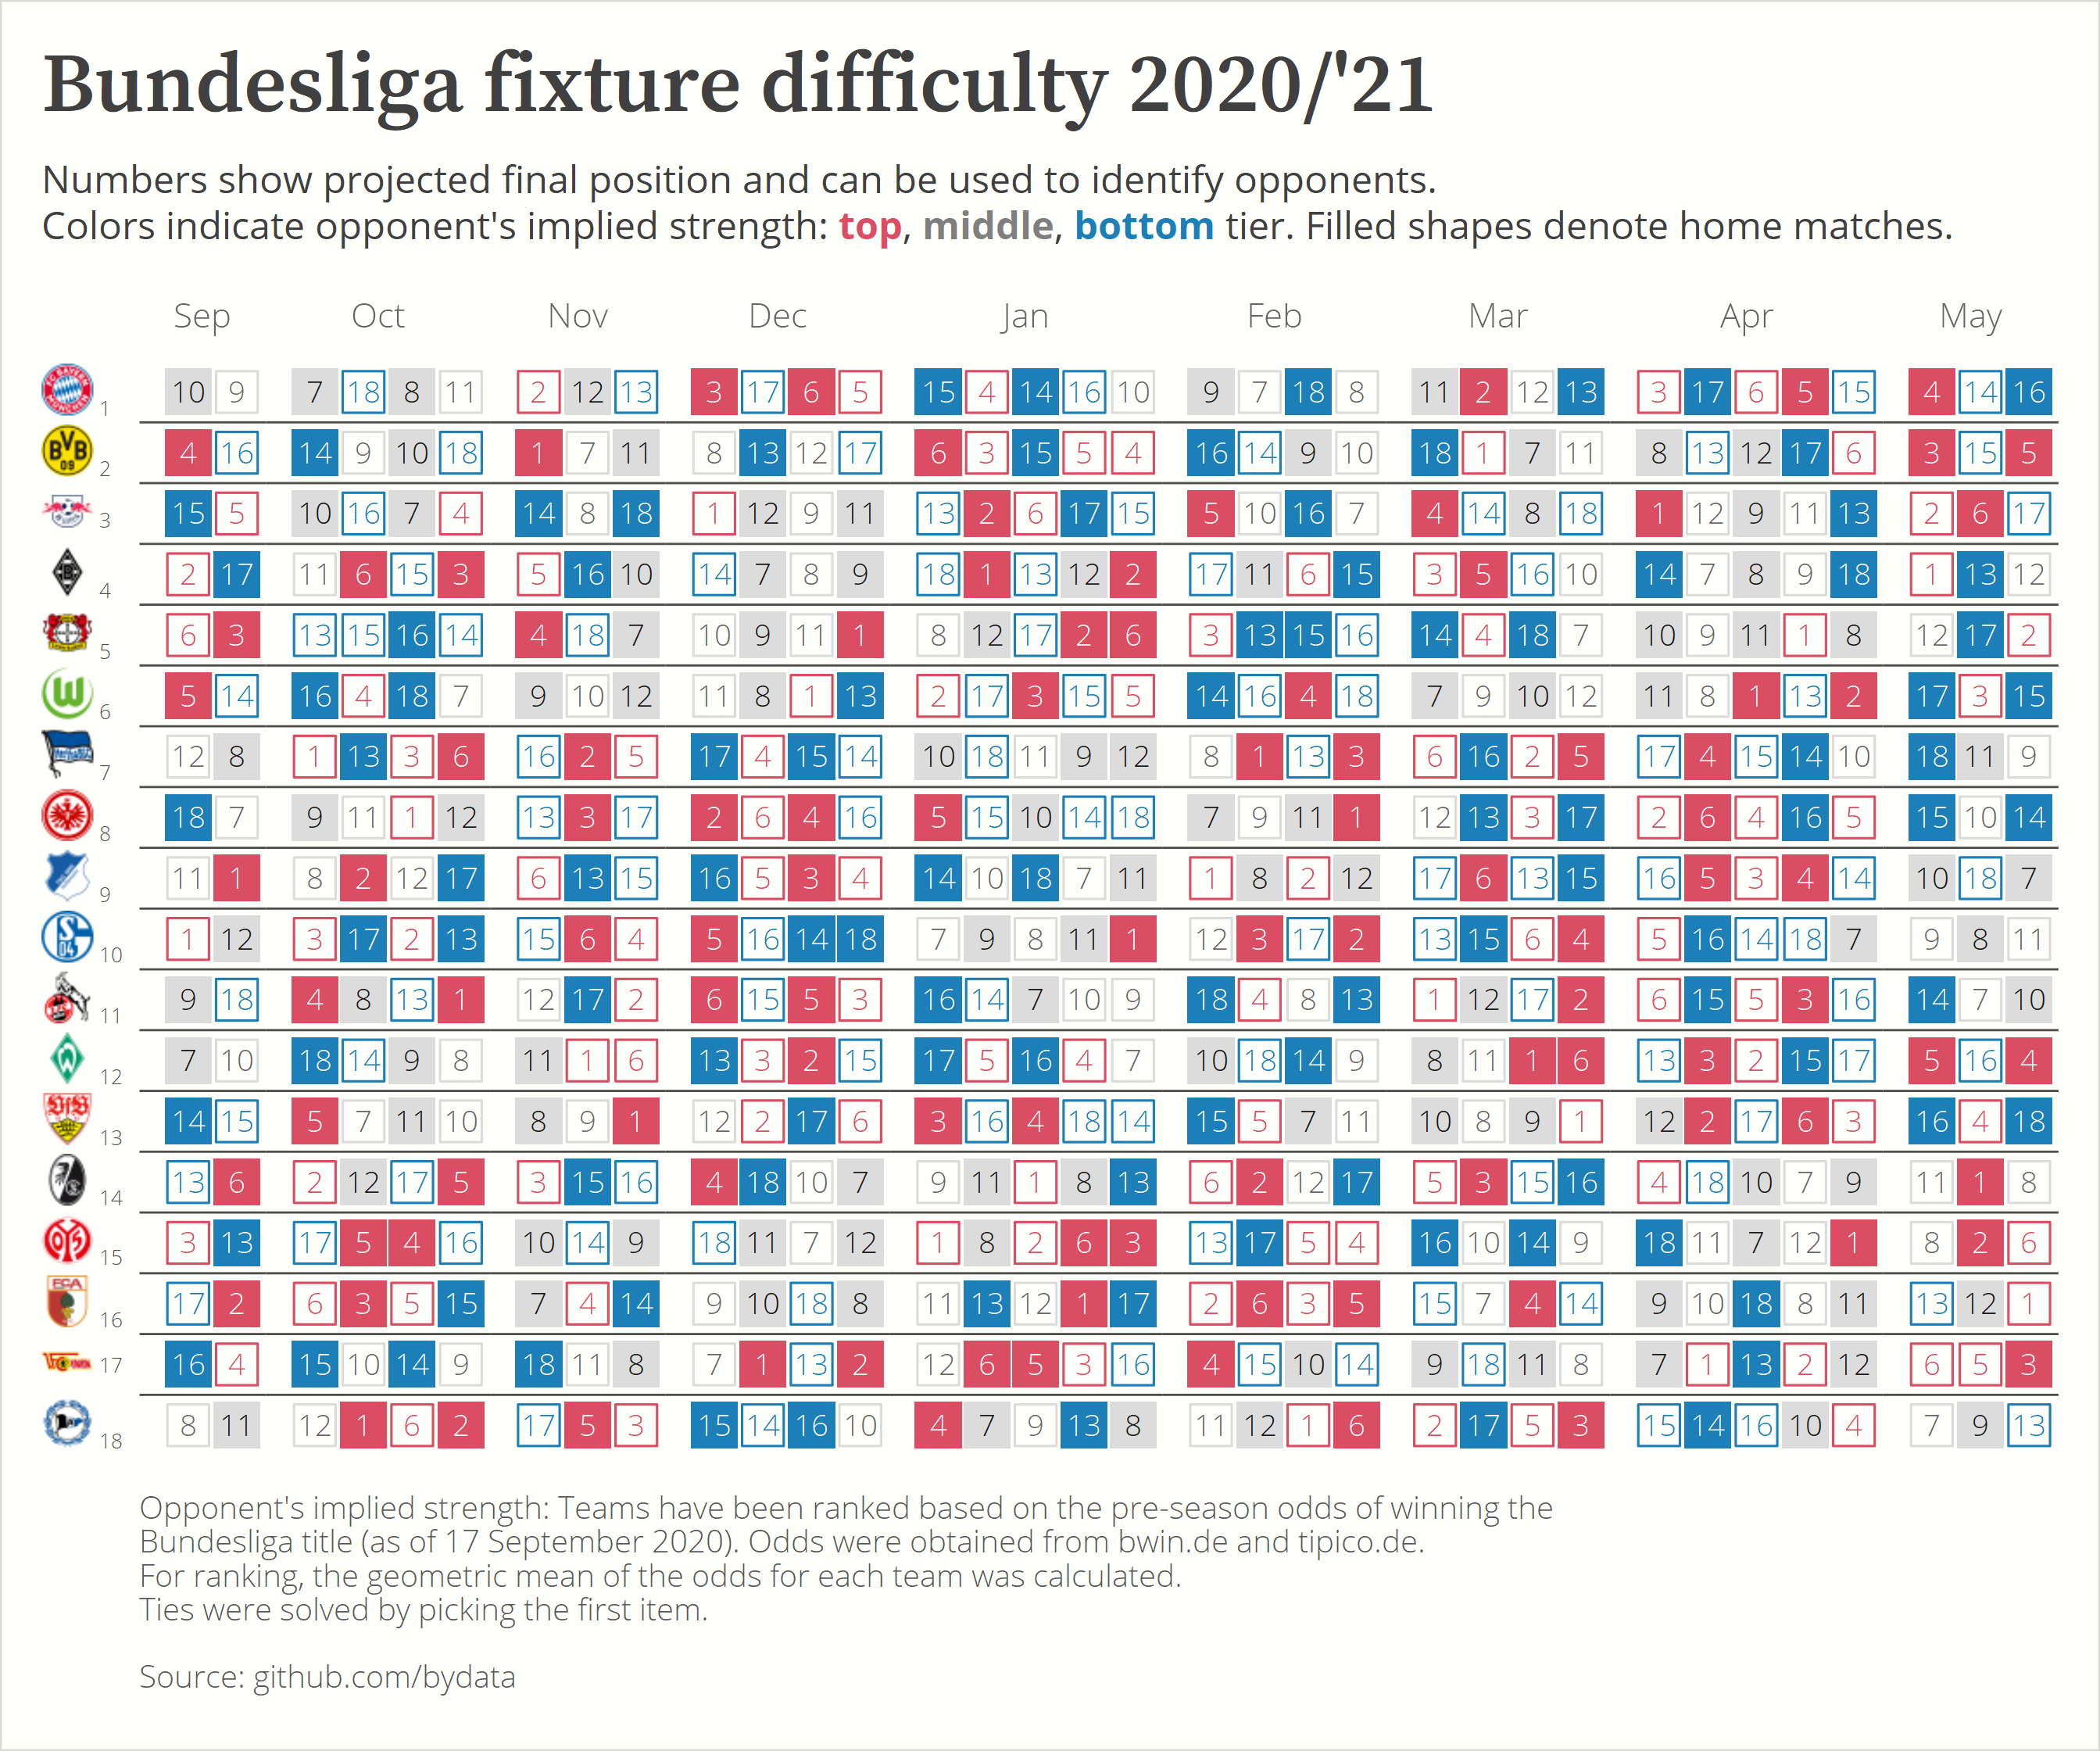 Bundesliga fixture difficulty 2020/'21
Numbers show projected final position and can be used to identify opponents.
Colors indicate opponent's implied strength: top, middle, bottom tier. Filled shapes denote home matches.
Sep Oct Nov Dec Jan Feb Mar Apr May
1 10 9 7 18 8 11 2 12 13 3 17 6 5 15 4 14 16 10 9 7 18 8 11 2 12 13 3 17 6 5 15 4 14 16
BVB 09 2 4 16 14 9 10 18 1 7 11 8 13 12 17 6 3 15 5 4 16 14 9 10 18 1 7 11 8 13 12 17 6 3 15 5
3 15 5 10 16 7 4 14 8 18 1 12 9 11 13 2 6 17 15 5 10 16 7 4 14 8 18 1 12 9 11 13 2 6 17
4 2 17 11 6 15 3 5 16 10 14 7 8 9 18 1 13 12 2 17 11 6 15 3 5 16 10 14 7 8 9 18 1 13 12
5 6 3 13 15 16 14 4 18 7 10 9 11 1 8 12 17 2 6 3 13 15 16 14 4 18 7 10 9 11 1 8 12 17 2
W 6 5 14 16 4 18 7 9 10 12 11 8 1 13 2 17 3 15 5 14 16 4 18 7 9 10 12 11 8 1 13 2 17 3 15
7 12 8 1 13 3 6 16 2 5 17 4 15 14 10 18 11 9 12 8 1 13 3 6 16 2 5 17 4 15 14 10 18 11 9
8 18 7 9 11 1 12 13 3 17 2 6 4 16 5 15 10 14 18 7 9 11 1 12 13 3 17 2 6 4 16 5 15 10 14
9 11 1 8 2 12 17 6 13 15 16 5 3 4 14 10 18 7 11 1 8 2 12 17 6 13 15 16 5 3 4 14 10 18 7
S 04 10 1 12 3 17 2 13 15 6 4 5 16 14 18 7 9 8 11 1 12 3 17 2 13 15 6 4 5 16 14 18 7 9 8 11
11 9 18 4 8 13 1 12 17 2 6 15 5 3 16 14 7 10 9 18 4 8 13 1 12 17 2 6 15 5 3 16 14 7 10
W 12 7 10 18 14 9 8 11 1 6 13 3 2 15 17 5 16 4 7 10 18 14 9 8 11 1 6 13 3 2 15 17 5 16 4
13 14 15 5 7 11 10 8 9 1 12 2 17 6 3 16 4 18 14 15 5 7 11 10 8 9 1 12 2 17 6 3 16 4 18
14 13 6 2 12 17 5 3 15 16 4 18 10 7 9 11 1 8 13 6 2 12 17 5 3 15 16 4 18 10 7 9 11 1 8
15 3 13 17 5 4 16 10 14 9 18 11 7 12 1 8 2 6 3 13 17 5 4 16 10 14 9 18 11 7 12 1 8 2 6
FCA 16 17 2 6 3 5 15 7 4 14 9 10 18 8 11 13 12 1 17 2 6 3 5 15 7 4 14 9 10 18 8 11 13 12 1
17 16 4 15 10 14 9 18 11 8 7 1 13 2 12 6 5 3 16 4 15 10 14 9 18 11 8 7 1 13 2 12 6 5 3
18 8 11 12 1 6 2 17 5 3 15 14 16 10 4 7 9 13 8 11 12 1 6 2 17 5 3 15 14 16 10 4 7 9 13
Opponent's implied strength: Teams have been ranked based on the pre-season odds of winning the
Bundesliga title (as of 17 September 2020). Odds were obtained from bwin.de and tipico.de.
For ranking, the geometric mean of the odds for each team was calculated.
Ties were solved by picking the first item.
Source: github.com/bydata